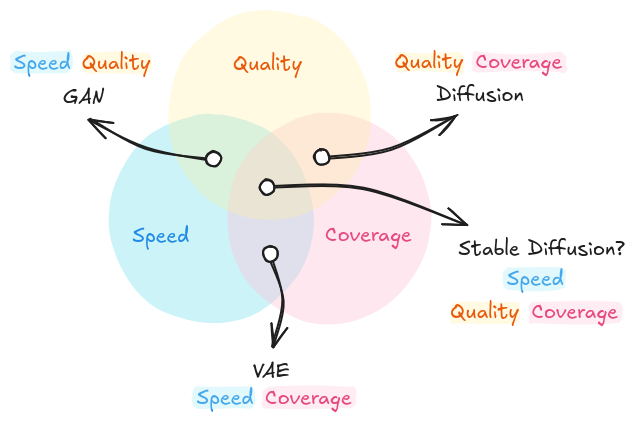 Speed Quality
GAN
Quality
Quality Coverage
Diffusion
Speed
Coverage
Stable Diffusion?
Speed
Quality Coverage
VAE
Speed Coverage